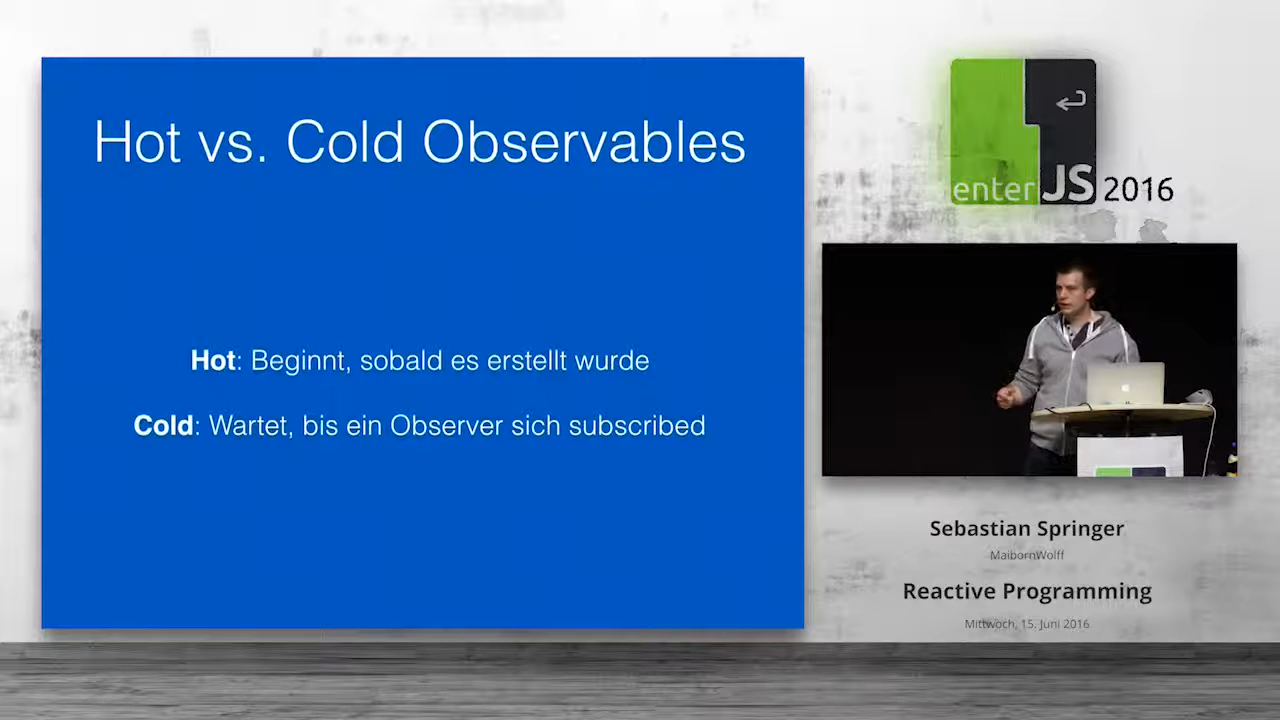 Hot vs. Cold Observables
Hot: Beginnt, sobald es erstellt wurde
Cold: Wartet, bis ein Observer sich subscribed
enterJS 2016
Sebastian Springer
MaibornWolff
Reactive Programming
Mittwoch, 15. Juni 2016